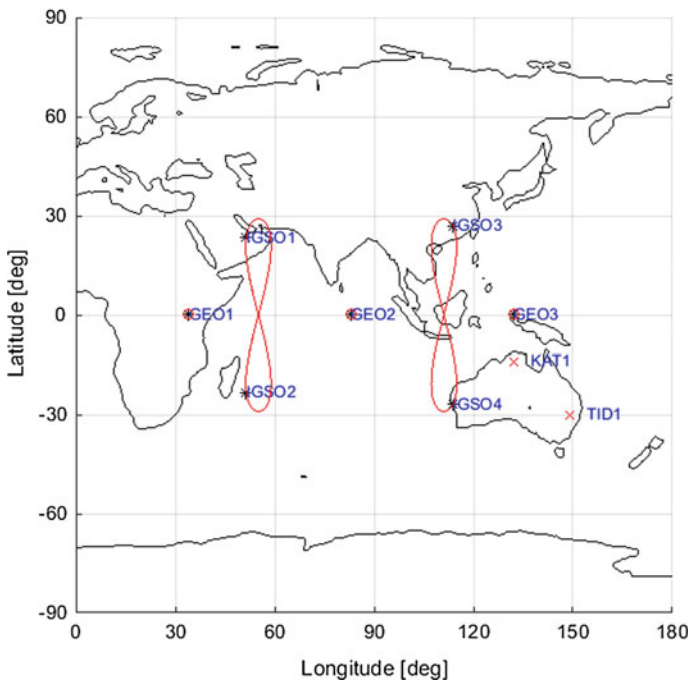 90
60
30
0
-30
-60
-90
Latitude [deg]
GSO1
GSO3
GEO1
GEO2
GEO3
KAT1
GSO2
GSO4
TID1
0 30 60 90 120 150 180
Longitude [deg]